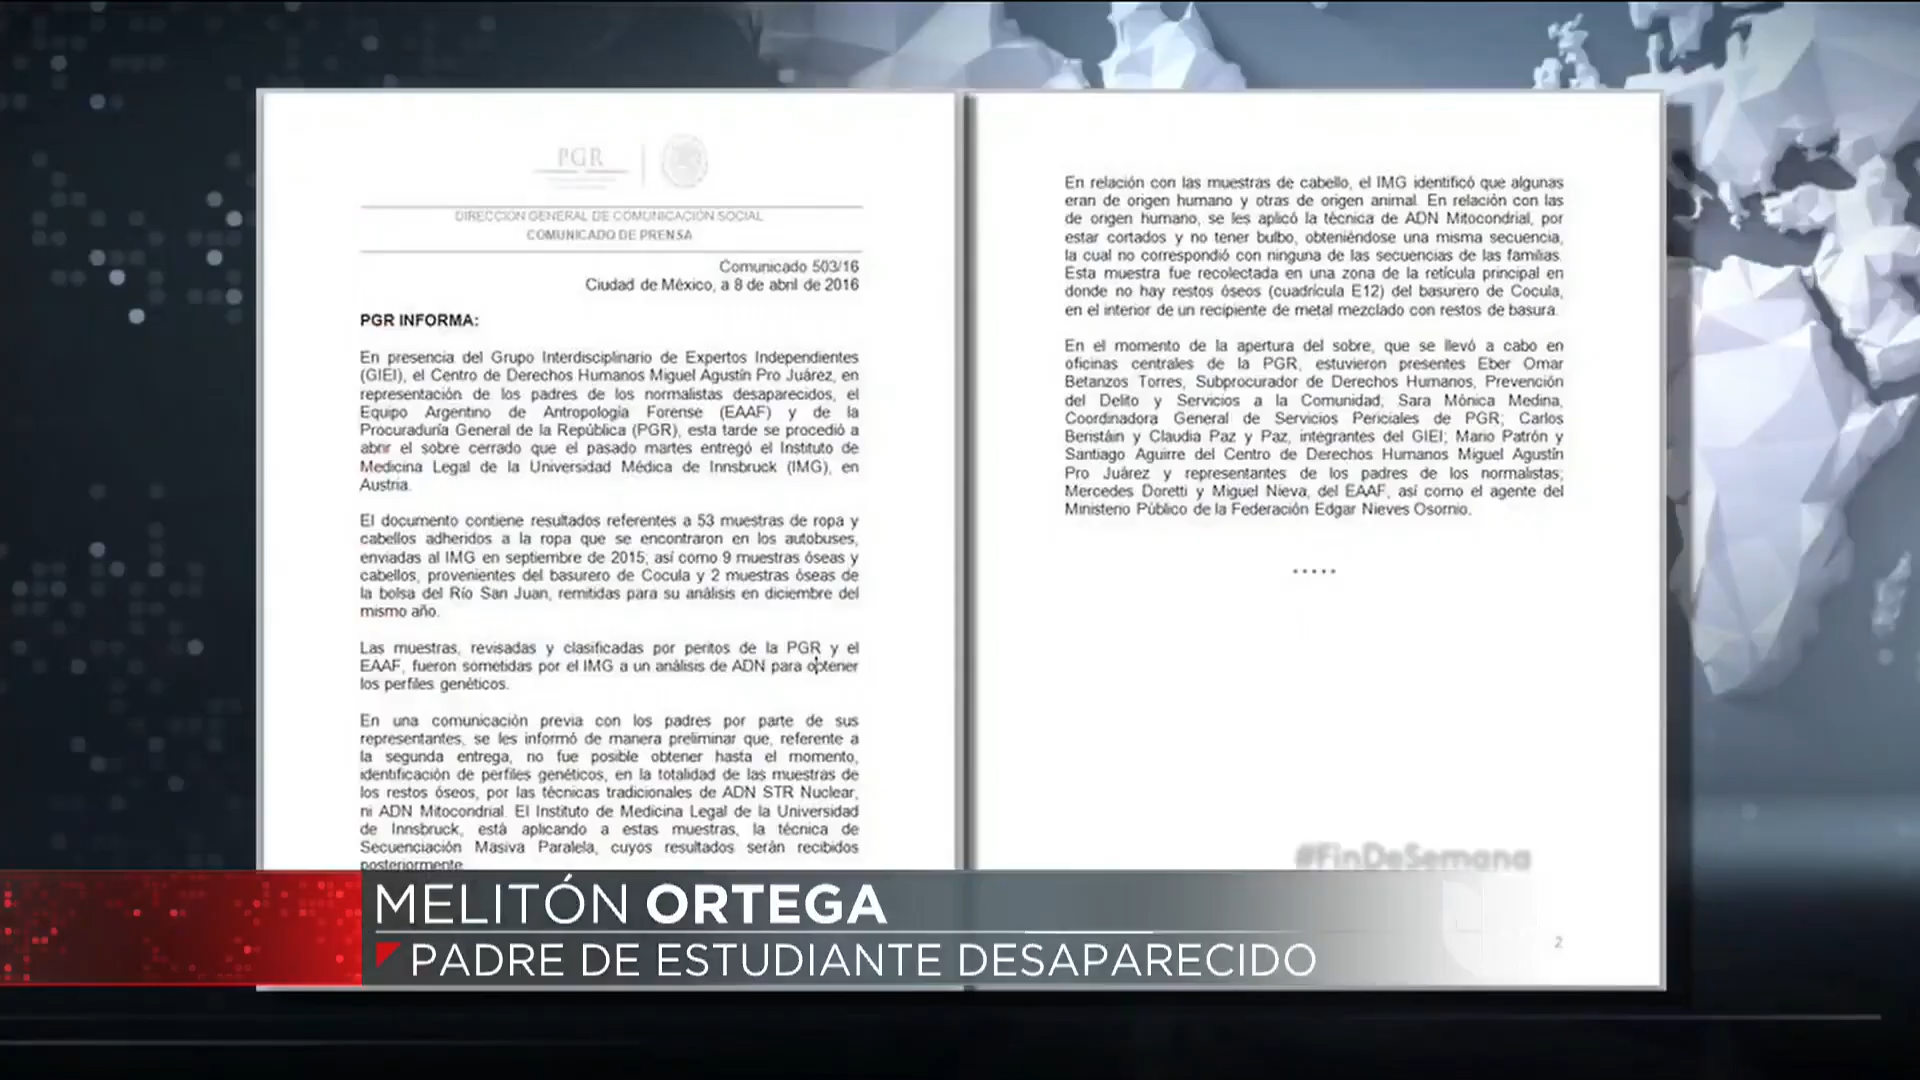 PGR
DIRECCIÓN GENERAL DE COMUNICACIÓN SOCIAL
COMUNICADO DE PRENSA
Comunicado 503/16
Ciudad de México, a 8 de abril de 2016
PGR INFORMA:
En presencia del Grupo Interdisciplinario de Expertos Independientes
(GIEI), el Centro de Derechos Humanos Miguel Agustín Pro Juárez, en
representación de los padres de los normalistas desaparecidos, el
Equipo Argentino de Antropología Forense (EAAF) y de la
Procuraduría General de la República (PGR), esta tarde se procedió a
abrir el sobre cerrado que el pasado martes entregó el Instituto de
Medicina Legal de la Universidad Médica de Innsbruck (IMG), en
Austria.
El documento contiene resultados referentes a 53 muestras de ropa y
cabellos adheridos a la ropa que se encontraron en los autobuses,
enviadas al IMG en septiembre de 2015; así como 9 muestras óseas y
cabellos, provenientes del basurero de Cocula y 2 muestras óseas de
la bolsa del Río San Juan, remitidas para su análisis en diciembre del
mismo año.
Las muestras, revisadas y clasificadas por peritos de la PGR y el
EAAF, fueron sometidas por el IMG a un análisis de ADN para obtener
los perfiles genéticos.
En una comunicación previa con los padres por parte de sus
representantes, se les informó de manera preliminar que, referente a
la segunda entrega, no fue posible obtener hasta el momento,
identificación de perfiles genéticos, en la totalidad de las muestras de
los restos óseos, por las técnicas tradicionales de ADN STR Nuclear,
ni ADN Mitocondrial. El Instituto de Medicina Legal de la Universidad
de Innsbruck, está aplicando a estas muestras, la técnica de
Secuenciación Masiva Paralela, cuyos resultados serán recibidos
posteriormente.
En relación con las muestras de cabello, el IMG identificó que algunas
eran de origen humano y otras de origen animal. En relación con las
de origen humano, se les aplicó la técnica de ADN Mitocondrial, por
estar cortados y no tener bulbo, obteniéndose una misma secuencia,
la cual no correspondió con ninguna de las secuencias de las familias.
Esta muestra fue recolectada en una zona de la retícula principal en
donde no hay restos óseos (cuadrícula E12) del basurero de Cocula,
en el interior de un recipiente de metal mezclado con restos de basura.
En el momento de la apertura del sobre, que se llevó a cabo en
oficinas centrales de la PGR, estuvieron presentes Eber Omar
Betanzos Torres, Subprocurador de Derechos Humanos, Prevención
del Delito y Servicios a la Comunidad, Sara Mónica Medina,
Coordinadora General de Servicios Periciales de PGR; Carlos
Beristáin y Claudia Paz y Paz, integrantes del GIEI; Mario Patrón y
Santiago Aguirre del Centro de Derechos Humanos Miguel Agustín
Pro Juárez y representantes de los padres de los normalistas;
Mercedes Doretti y Miguel Nieva, del EAAF, así como el agente del
Ministerio Público de la Federación Edgar Nieves Osornio.
*****
#FinDeSemana
2
MELITÓN ORTEGA
PADRE DE ESTUDIANTE DESAPARECIDO